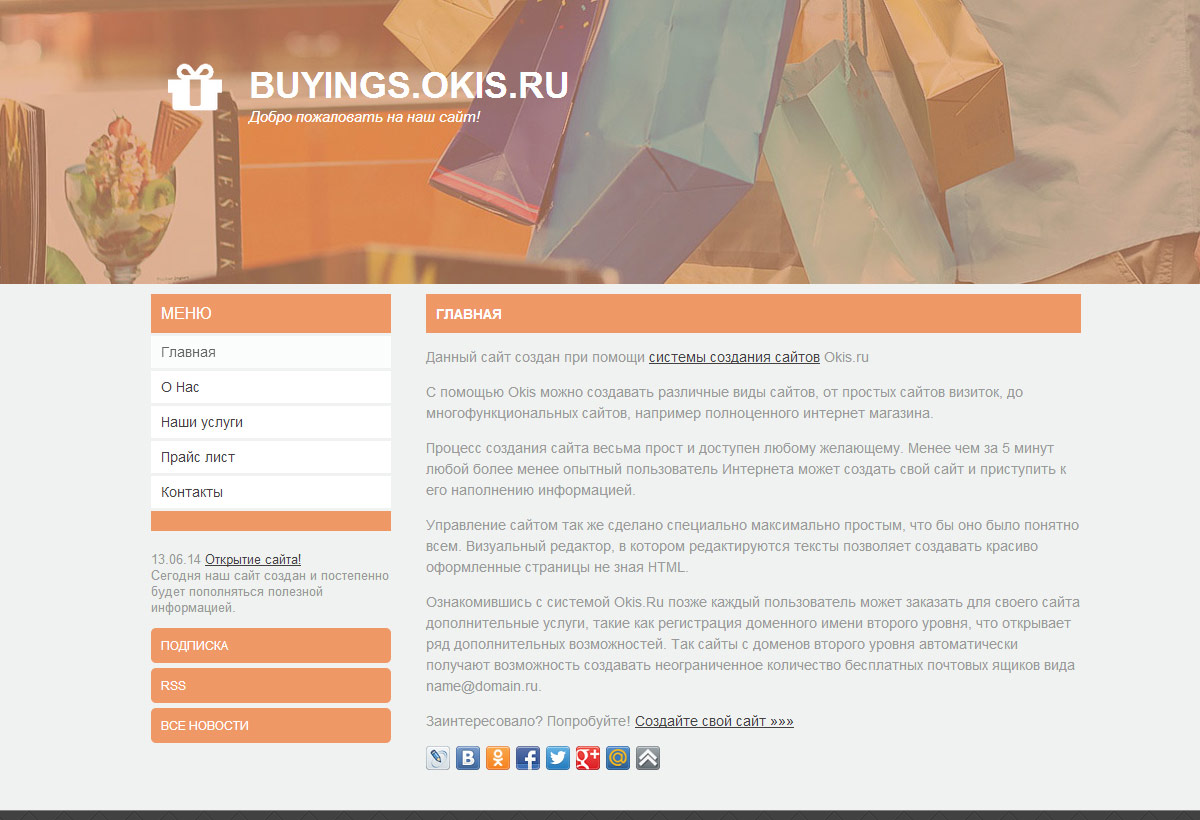 BUYINGS.OKIS.RU
Добро пожаловать на наш сайт!
NALEŚNIK
МЕНЮ
Главная
О Нас
Наши услуги
Прайс лист
Контакты
13.06.14 Открытие сайта!
Сегодня наш сайт создан и постепенно
будет пополняться полезной
информацией.
ПОДПИСКА
RSS
ВСЕ НОВОСТИ
ГЛАВНАЯ
Данный сайт создан при помощи системы создания сайтов Okis.ru
С помощью Okis можно создавать различные виды сайтов, от простых сайтов визиток, до
многофункциональных сайтов, например полноценного интернет магазина.
Процесс создания сайта весьма прост и доступен любому желающему. Менее чем за 5 минут
любой более менее опытный пользователь Интернета может создать свой сайт и приступить к
его наполнению информацией.
Управление сайтом так же сделано специально максимально простым, что бы оно было понятно
всем. Визуальный редактор, в котором редактируются тексты позволяет создавать красиво
оформленные страницы не зная HTML.
Ознакомившись с системой Okis.Ru позже каждый пользователь может заказать для своего сайта
дополнительные услуги, такие как регистрация доменного имени второго уровня, что открывает
ряд дополнительных возможностей. Так сайты с доменов второго уровня автоматически
получают возможность создавать неограниченное количество бесплатных почтовых ящиков вида
name@domain.ru.
Заинтересовало? Попробуйте! Создайте свой сайт »»»